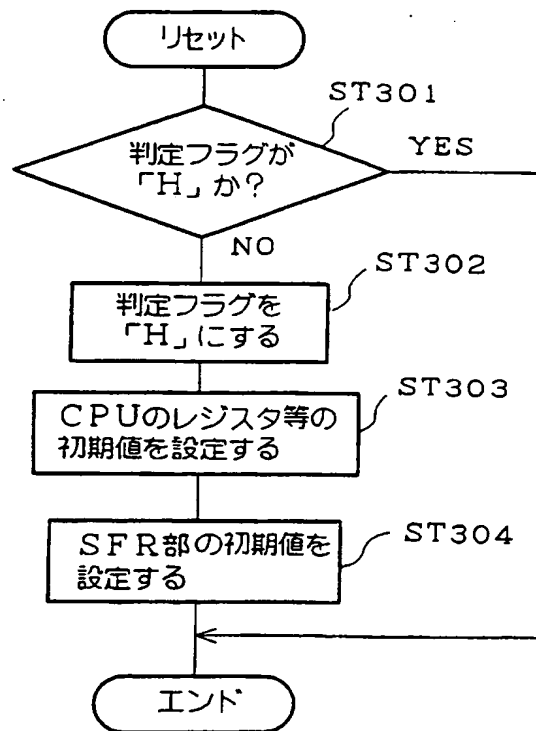 リセット
ST301
判定フラグが
「H」か?
YES
NO
ST302
判定フラグを
「H」にする
ST303
CPUのレジスタ等の
初期値を設定する
ST304
SFR部の初期値を
設定する
エンド